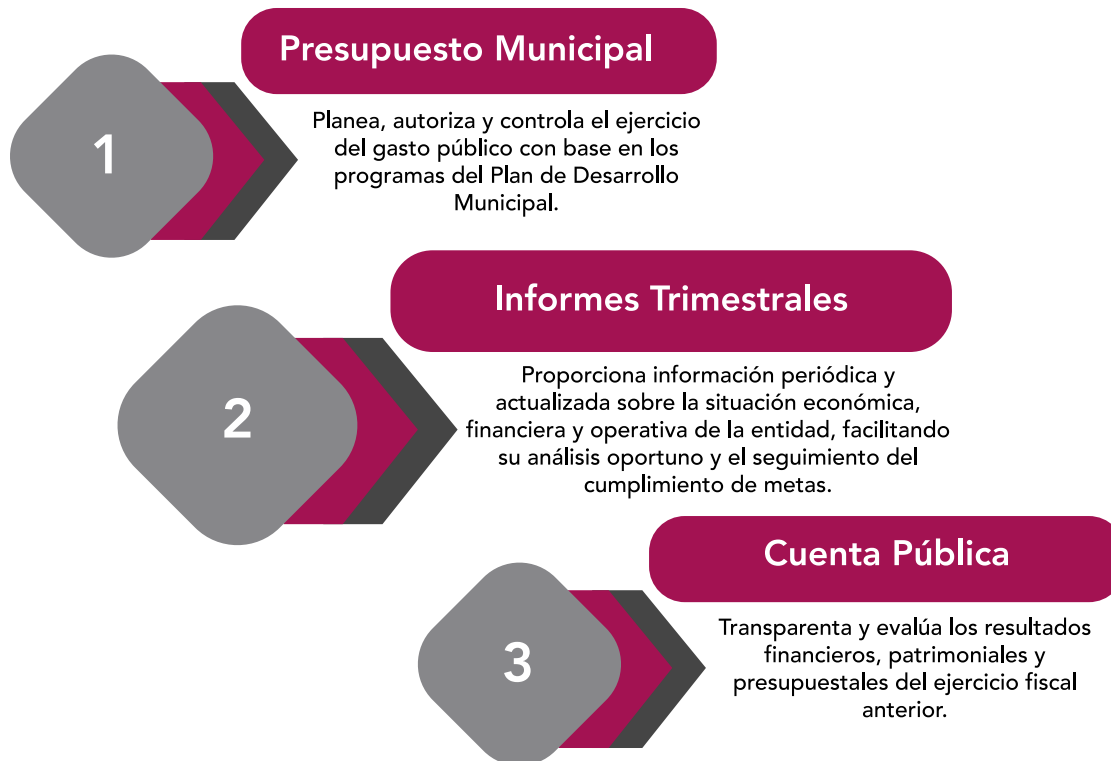 Presupuesto Municipal
1
Planea, autoriza y controla el ejercicio
del gasto público con base en los
programas del Plan de Desarrollo
Municipal.
Informes Trimestrales
2
Proporciona información periódica y
actualizada sobre la situación económica,
financiera y operativa de la entidad, facilitando
su análisis oportuno y el seguimiento del
cumplimiento de metas.
Cuenta Pública
3
Transparenta y evalúa los resultados
financieros, patrimoniales y
presupuestales del ejercicio fiscal
anterior.